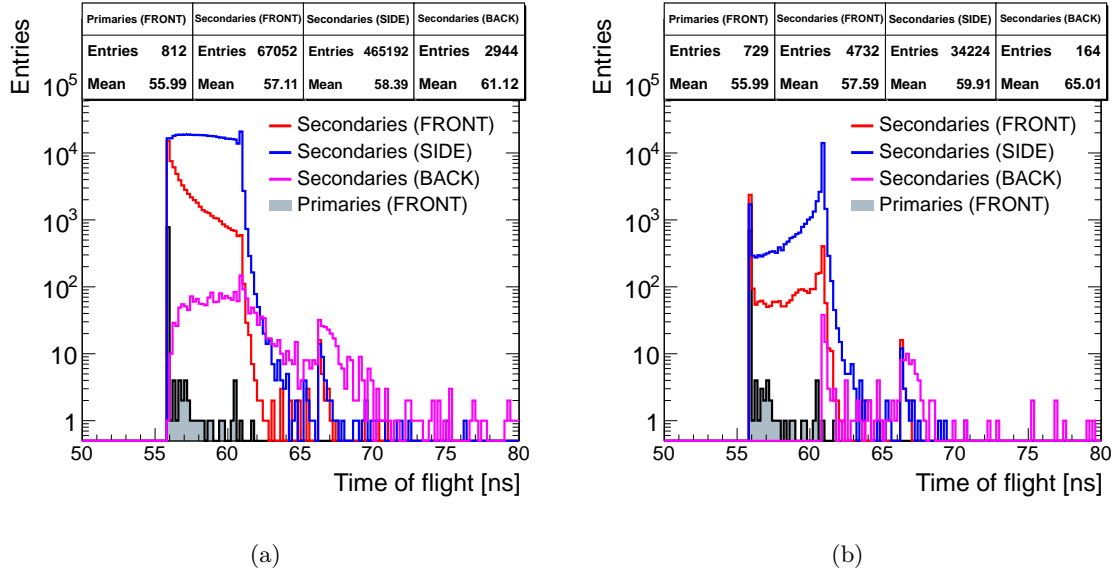 Primaries (FRONT) Secondaries (FRONT) Secondaries (SIDE) Secondaries (BACK)
Entries 812 Entries 67052 Entries 465192 Entries 2944
Mean 55.99 Mean 57.11 Mean 58.39 Mean 61.12
Entries
10^5
10^4
10^3
10^2
10
1
Secondaries (FRONT)
Secondaries (SIDE)
Secondaries (BACK)
Primaries (FRONT)
50 55 60 65 70 75 80
Time of flight [ns]
(a)
Primaries (FRONT) Secondaries (FRONT) Secondaries (SIDE) Secondaries (BACK)
Entries 729 Entries 4732 Entries 34224 Entries 164
Mean 55.99 Mean 57.59 Mean 59.91 Mean 65.01
Entries
10^5
10^4
10^3
10^2
10
1
Secondaries (FRONT)
Secondaries (SIDE)
Secondaries (BACK)
Primaries (FRONT)
50 55 60 65 70 75 80
Time of flight [ns]
(b)